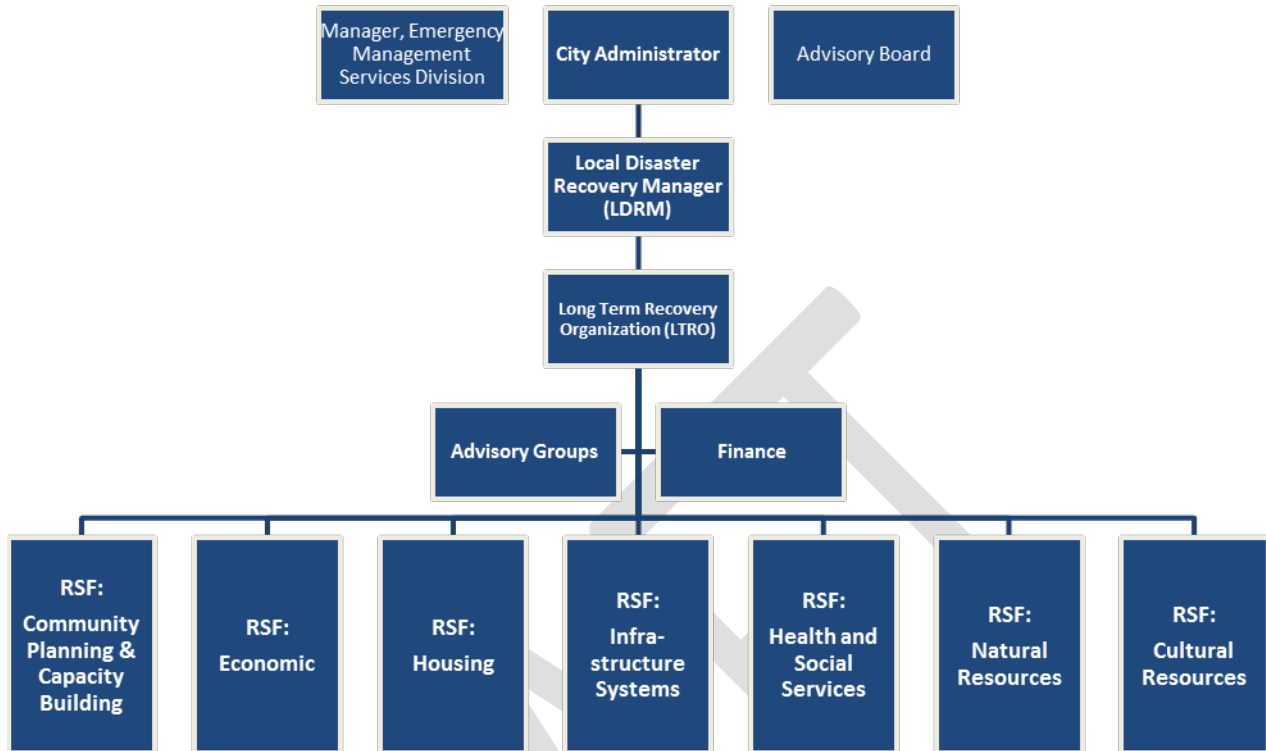 Manager, Emergency
Management
Services Division
City Administrator
Advisory Board
Local Disaster
Recovery Manager
(LDRM)
Long Term Recovery
Organization (LTRO)
Advisory Groups
Finance
RSF:
Community
Planning &
Capacity
Building
RSF:
Economic
RSF:
Housing
RSF:
Infra-
structure
Systems
RSF:
Health and
Social
Services
RSF:
Natural
Resources
RSF:
Cultural
Resources